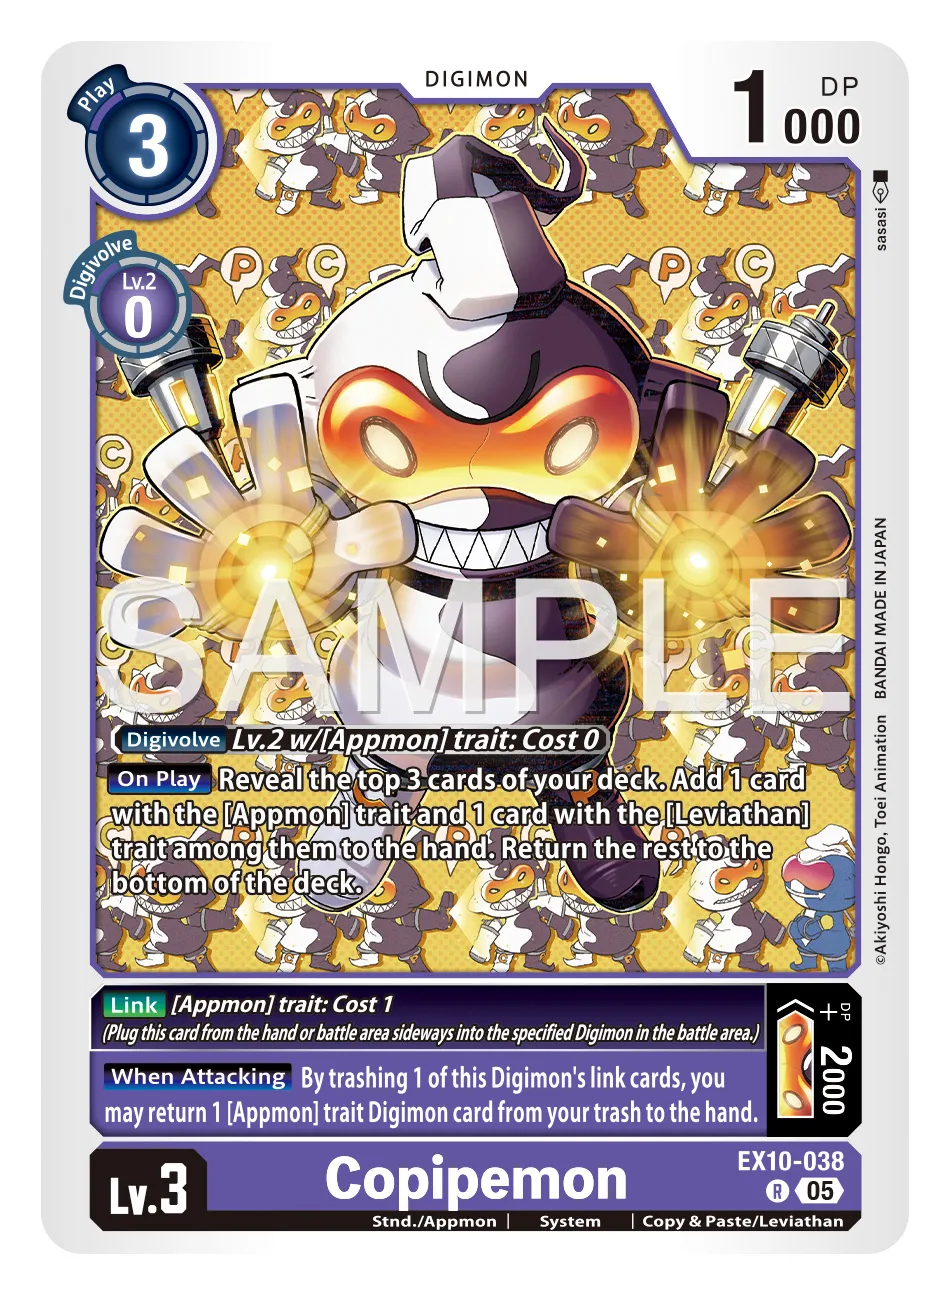 DIGIMON
Play
3
DP
1000
Digivolve
Lv.2
0
sasasi
P
C
P
C
C
SAMPLE
BANDAI MADE IN JAPAN
©Akiyoshi Hongo, Toei Animation
Digivolve Lv.2 w/[Appmon] trait: Cost 0
On Play Reveal the top 3 cards of your deck. Add 1 card
with the [Appmon] trait and 1 card with the [Leviathan]
trait among them to the hand. Return the rest to the
bottom of the deck.
Link [Appmon] trait: Cost 1
(Plug this card from the hand or battle area sideways into the specified Digimon in the battle area.)
When Attacking By trashing 1 of this Digimon's link cards, you
may return 1 [Appmon] trait Digimon card from your trash to the hand.
DP
+2000
Lv.3
Copipemon
EX10-038
R 05
Stnd./Appmon | System | Copy & Paste/Leviathan